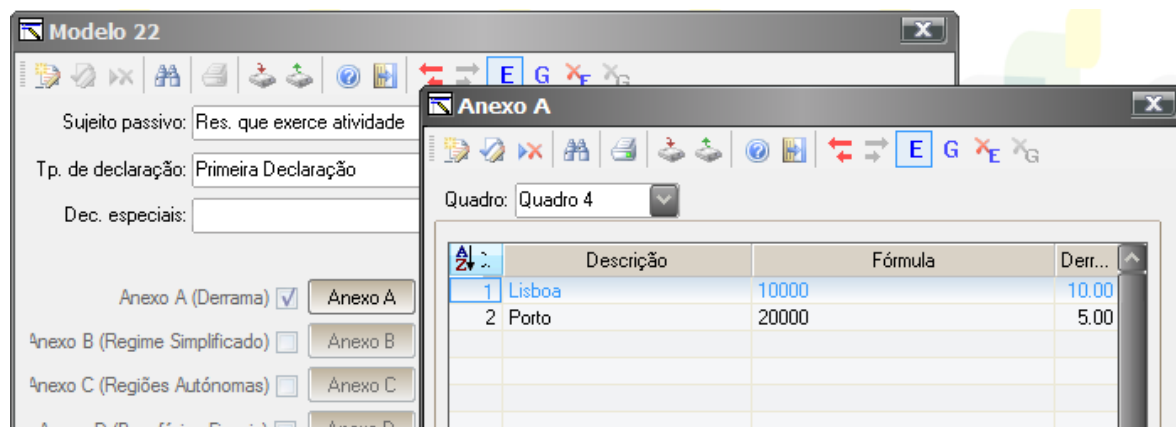 Modelo 22
E G X E X G
Sujeito passivo: Res. que exerce atividade
Tp. de declaração: Primeira Declaração
Dec. especiais:
Anexo A (Derrama) Anexo A
Anexo B (Regime Simplificado) Anexo B
Anexo C (Regiões Autónomas) Anexo C
Anexo A
E G X E X G
Quadro: Quadro 4
Descrição Fórmula Derr...
1 Lisboa 10000 10.00
2 Porto 20000 5.00